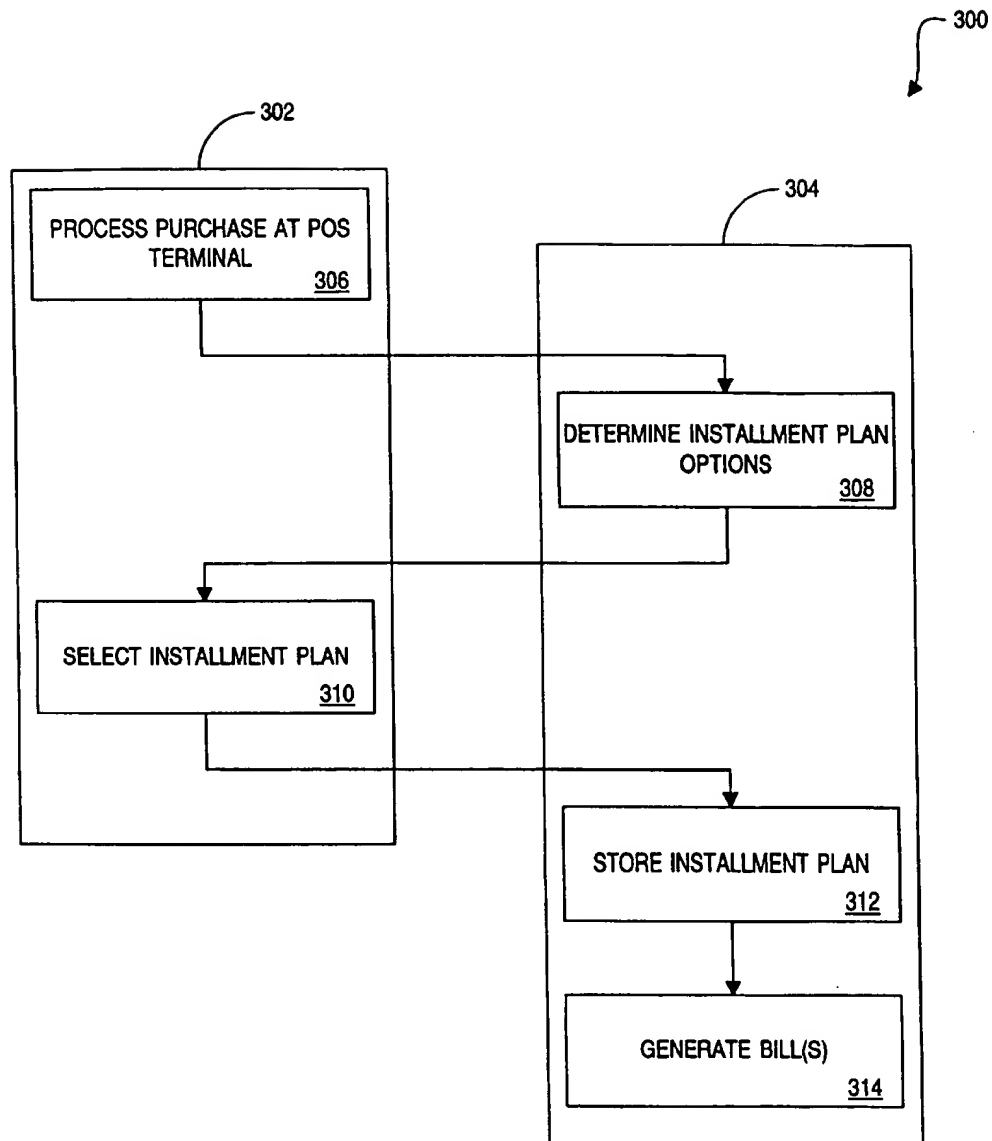 300
302
304
PROCESS PURCHASE AT POS
TERMINAL
306
DETERMINE INSTALLMENT PLAN
OPTIONS
308
SELECT INSTALLMENT PLAN
310
STORE INSTALLMENT PLAN
312
GENERATE BILL(S)
314